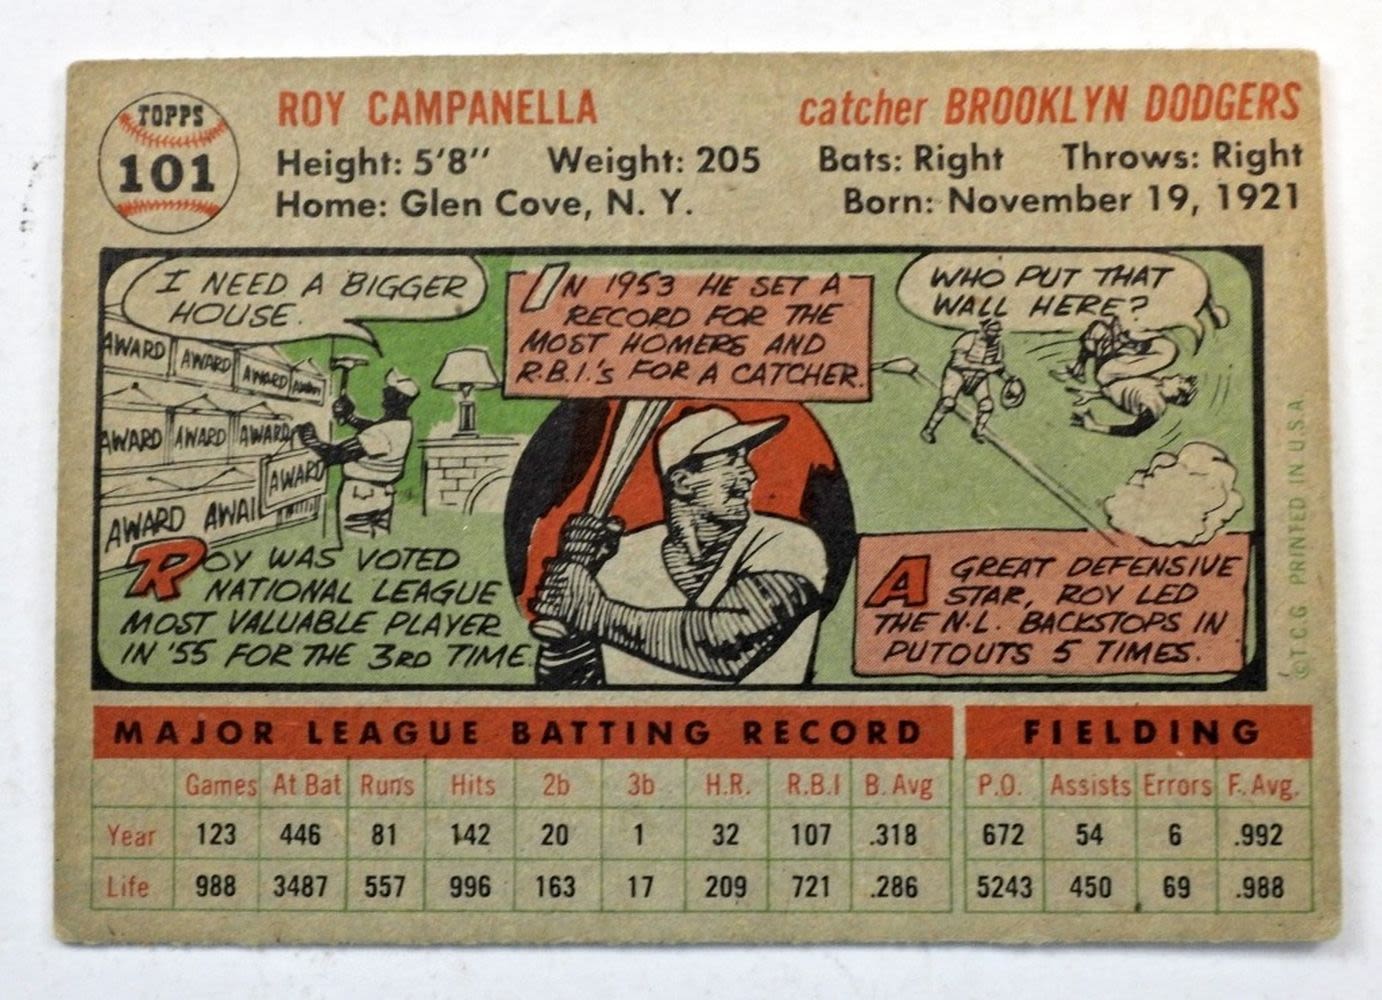 TOPPS
101
ROY CAMPANELLA
catcher BROOKLYN DODGERS
Height: 5'8" Weight: 205 Bats: Right Throws: Right
Home: Glen Cove, N. Y. Born: November 19, 1921
I NEED A BIGGER
HOUSE.
AWARD AWARD AWARD AWARD
AWARD AWARD AWARD
AWARD
AWARD AWAI
ROY WAS VOTED
NATIONAL LEAGUE
MOST VALUABLE PLAYER
IN '55 FOR THE 3RD TIME.
IN 1953 HE SET A
RECORD FOR THE
MOST HOMERS AND
R.B.I.'s FOR A CATCHER.
WHO PUT THAT
WALL HERE?
A GREAT DEFENSIVE
STAR, ROY LED
THE N.L. BACKSTOPS IN
PUTOUTS 5 TIMES.
©T.C.G. PRINTED IN U.S.A.
MAJOR LEAGUE BATTING RECORD FIELDING
Games At Bat Runs Hits 2b 3b H.R. R.B.I B. Avg P.O. Assists Errors F. Avg.
Year 123 446 81 142 20 1 32 107 .318 672 54 6 .992
Life 988 3487 557 996 163 17 209 721 .286 5243 450 69 .988